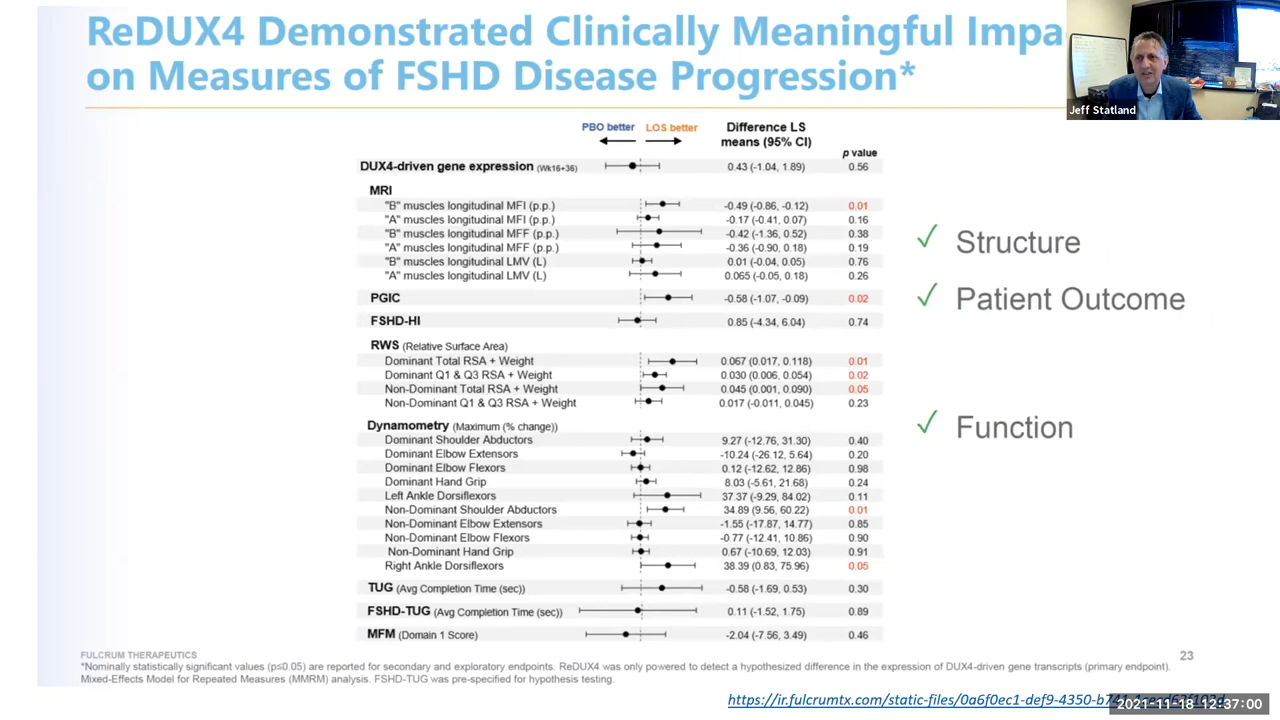 ReDUX4 Demonstrated Clinically Meaningful Impa
on Measures of FSHD Disease Progression*
Jeff Statland
PBO better LOS better Difference LS means (95% CI) p value
DUX4-driven gene expression (Wk16+36) 0.43 (-1.04, 1.89) 0.56
MRI
"B" muscles longitudinal MFI (p.p.) -0.49 (-0.86, -0.12) 0.01
"A" muscles longitudinal MFI (p.p.) -0.17 (-0.41, 0.07) 0.16
"B" muscles longitudinal MFF (p.p.) -0.42 (-1.36, 0.52) 0.38
"A" muscles longitudinal MFF (p.p.) -0.36 (-0.90, 0.18) 0.19
"B" muscles longitudinal LMV (L) 0.01 (-0.04, 0.05) 0.76
"A" muscles longitudinal LMV (L) 0.065 (-0.05, 0.18) 0.26
PGIC -0.58 (-1.07, -0.09) 0.02
FSHD-HI 0.85 (-4.34, 6.04) 0.74
RWS (Relative Surface Area)
Dominant Total RSA + Weight 0.067 (0.017, 0.118) 0.01
Dominant Q1 & Q3 RSA + Weight 0.030 (0.006, 0.054) 0.02
Non-Dominant Total RSA + Weight 0.045 (0.001, 0.090) 0.05
Non-Dominant Q1 & Q3 RSA + Weight 0.017 (-0.011, 0.045) 0.23
Dynamometry (Maximum (% change))
Dominant Shoulder Abductors 9.27 (-12.76, 31.30) 0.40
Dominant Elbow Extensors -10.24 (-26.12, 5.64) 0.20
Dominant Elbow Flexors 0.12 (-12.62, 12.86) 0.98
Dominant Hand Grip 8.03 (-5.61, 21.68) 0.24
Left Ankle Dorsiflexors 37.37 (-9.29, 84.02) 0.11
Non-Dominant Shoulder Abductors 34.89 (9.56, 60.22) 0.01
Non-Dominant Elbow Extensors -1.55 (-17.87, 14.77) 0.85
Non-Dominant Elbow Flexors -0.77 (-12.41, 10.86) 0.90
Non-Dominant Hand Grip 0.67 (-10.69, 12.03) 0.91
Right Ankle Dorsiflexors 38.39 (0.83, 75.96) 0.05
TUG (Avg Completion Time (sec)) -0.58 (-1.69, 0.53) 0.30
FSHD-TUG (Avg Completion Time (sec)) 0.11 (-1.52, 1.75) 0.89
MFM (Domain 1 Score) -2.04 (-7.56, 3.49) 0.46
✓ Structure
✓ Patient Outcome
✓ Function
FULCRUM THERAPEUTICS
23
*Nominally statistically significant values (p≤0.05) are reported for secondary and exploratory endpoints. ReDUX4 was only powered to detect a hypothesized difference in the expression of DUX4-driven gene transcripts (primary endpoint).
Mixed-Effects Model for Repeated Measures (MMRM) analysis. FSHD-TUG was pre-specified for hypothesis testing.
https://ir.fulcrumtx.com/static-files/0a6f0ec1-def9-4350-b741-
2021-11-18 12:37:00